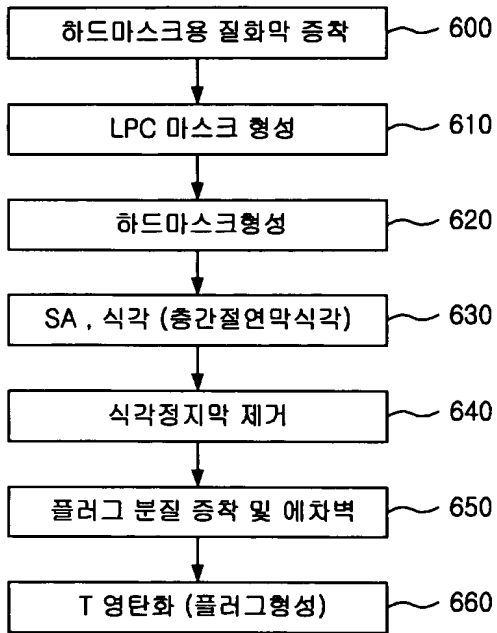 하드마스크용 질화막 증착 600
LPC 마스크 형성 610
하드마스크형성 620
SA , 식각 (층간절연막식각) 630
식각정지막 제거 640
플러그 분질 증착 및 에차벽 650
T 영탄화 (플러그형성) 660